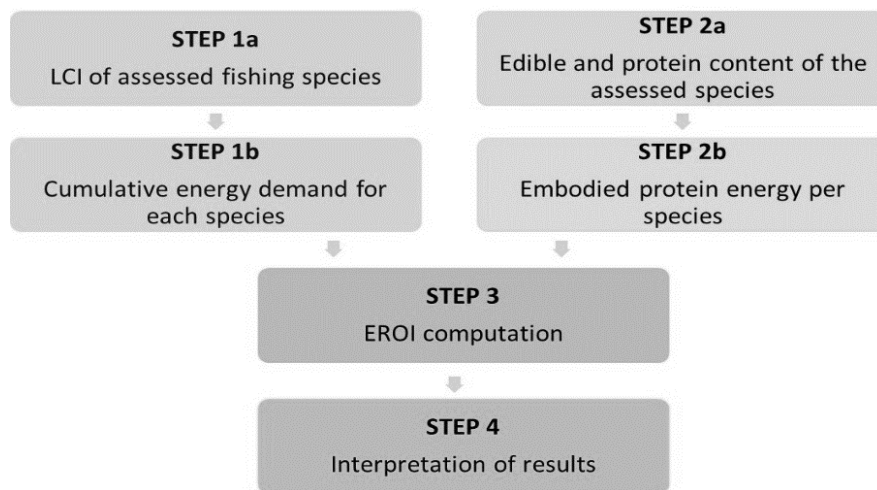 STEP 1a
LCI of assessed fishing species
STEP 2a
Edible and protein content of the
assessed species
STEP 1b
Cumulative energy demand for
each species
STEP 2b
Embodied protein energy per
species
STEP 3
EROI computation
STEP 4
Interpretation of results